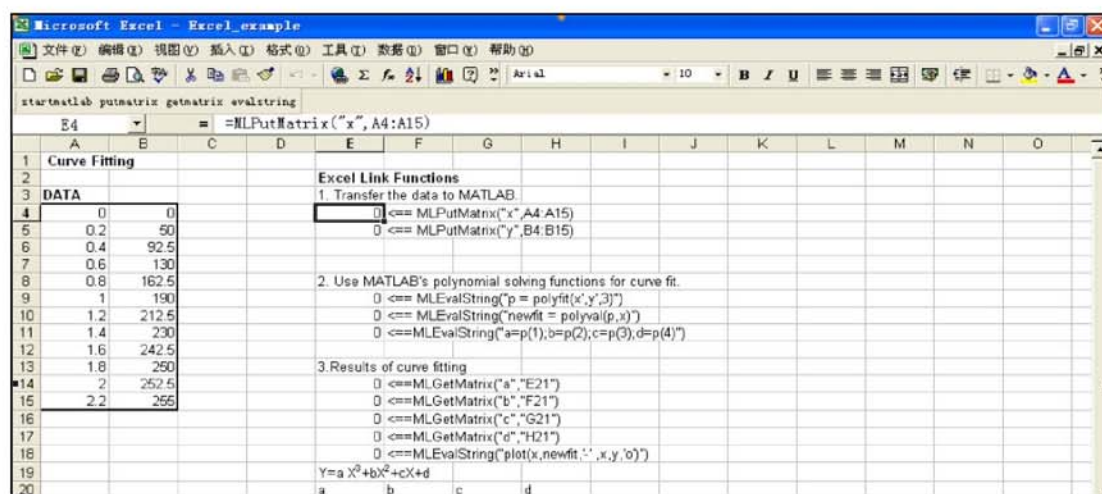 Microsoft Excel - Excel_example
文件(F) 编辑(E) 视图(V) 插入(I) 格式(O) 工具(T) 数据(D) 窗口(W) 帮助(H)
Arial 10 B I U
startmatlab putmatrix getmatrix evalstring
E4 = =MLPutMatrix("x",A4:A15)
A B C D E F G H I J K L M N O
1 Curve Fitting
2 Excel Link Functions
3 DATA 1. Transfer the data to MATLAB.
4 0 0 0 <== MLPutMatrix("x",A4:A15)
5 0.2 50 0 <== MLPutMatrix("y",B4:B15)
6 0.4 92.5
7 0.6 130
8 0.8 162.5 2. Use MATLAB's polynomial solving functions for curve fit.
9 1 190 0 <== MLEvalString("p = polyfit(x',y',3)")
10 1.2 212.5 0 <== MLEvalString("newfit = polyval(p,x)")
11 1.4 230 0 <==MLEvalString("a=p(1);b=p(2);c=p(3);d=p(4)")
12 1.6 242.5
13 1.8 250 3.Results of curve fitting
14 2 252.5 0 <==MLGetMatrix("a","E21")
15 2.2 255 0 <==MLGetMatrix("b","F21")
16 0 <==MLGetMatrix("c","G21")
17 0 <==MLGetMatrix("d","H21")
18 0 <==MLEvalString("plot(x,newfit,'-' ,x,y,'o')")
19 Y=a X³+bX²+cX+d
20 a b c d